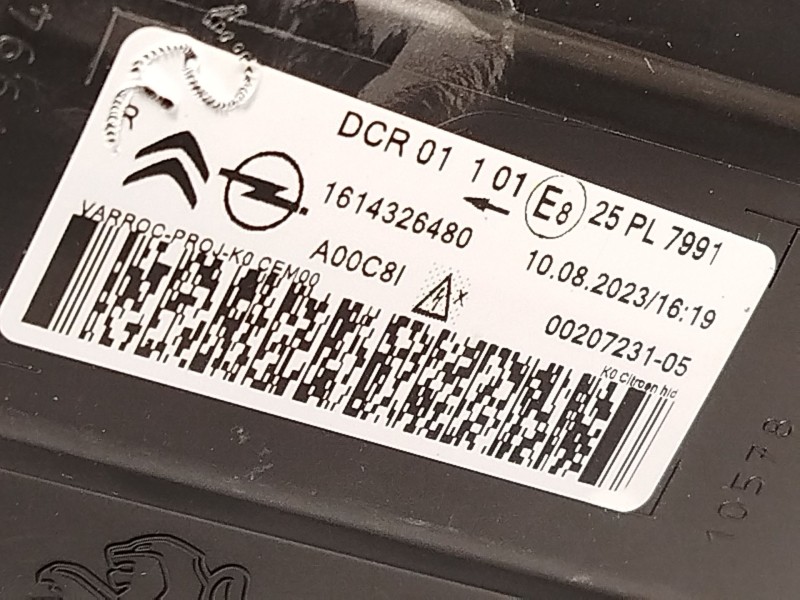 994
R
DCR 01 1 01 E8 25 PL 7991
1614326480
10.08.2023/16:19
VARROC-PROJ-K0 CEM00
A00C8I
X
00207231-05
K0 Citroen hid
10578